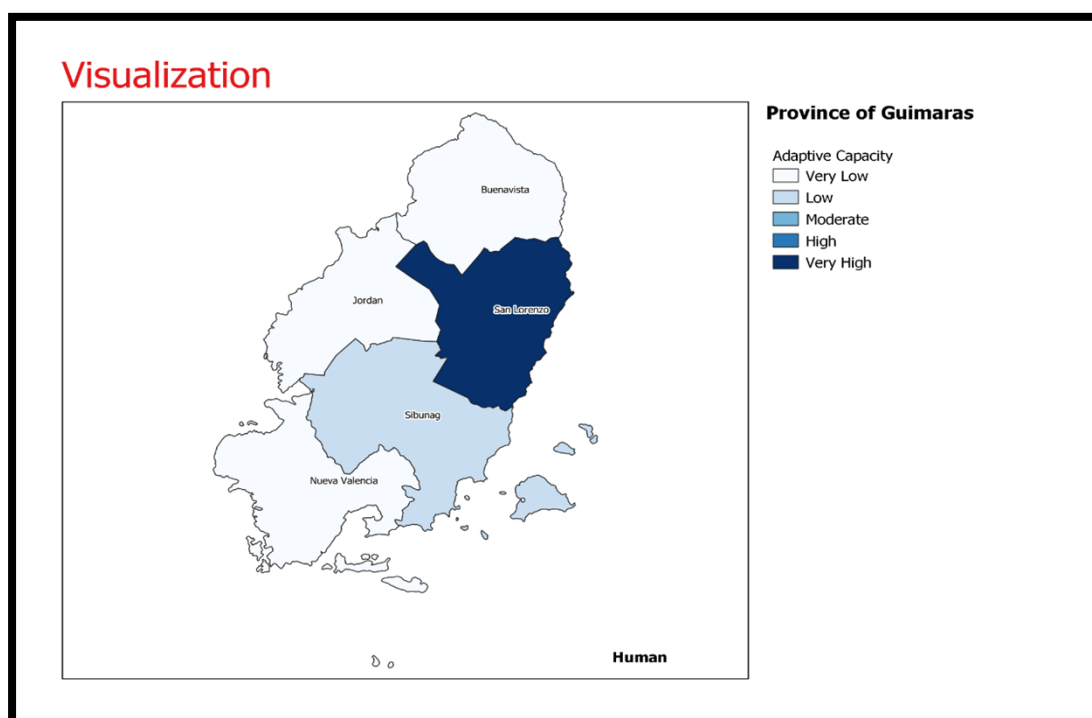 Visualization
Province of Guimaras
Adaptive Capacity
Very Low
Low
Moderate
High
Very High
Buenavista
Jordan
San Lorenzo
Sibunag
Nueva Valencia
Human